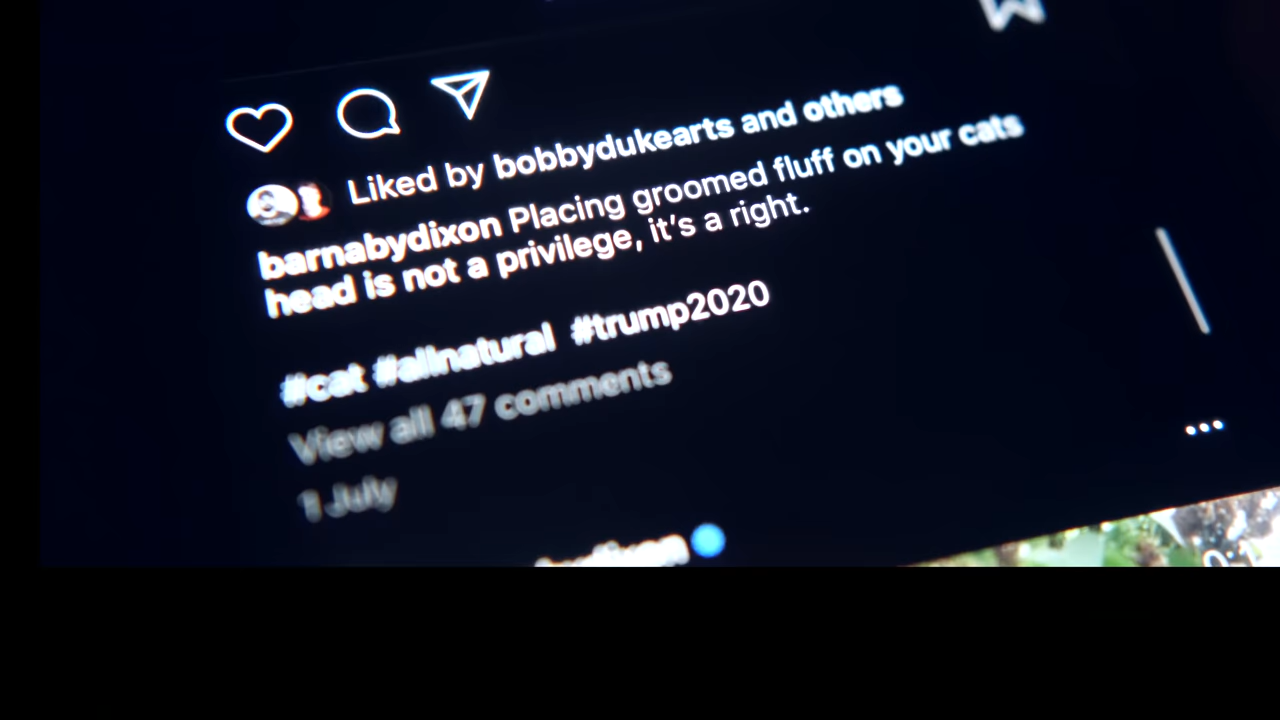 Liked by bobbydukearts and others
barnabydixon Placing groomed fluff on your cats
head is not a privilege, it's a right.
#cat #allnatural #trump2020
View all 47 comments
1 July